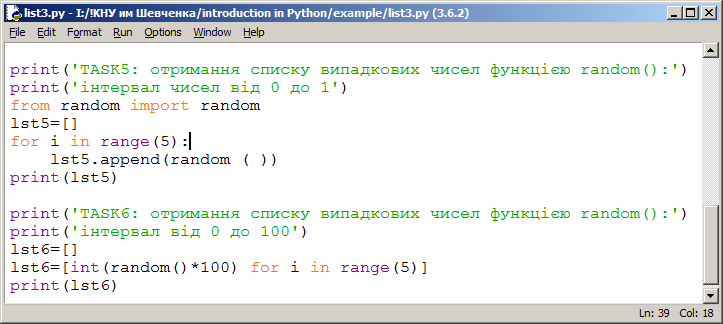 list3.py - I:/!КНУ им Шевченка/introduction in Python/example/list3.py (3.6.2)
File Edit Format Run Options Window Help
print('TASK5: отримання списку випадкових чисел функцією random():')
print('інтервал чисел від 0 до 1')
from random import random
lst5=[]
for i in range(5):
    lst5.append(random ( ))
print(lst5)
print('TASK6: отримання списку випадкових чисел функцією random():')
print('інтервал від 0 до 100')
lst6=[]
lst6=[int(random()*100) for i in range(5)]
print(lst6)
Ln: 39 Col: 18